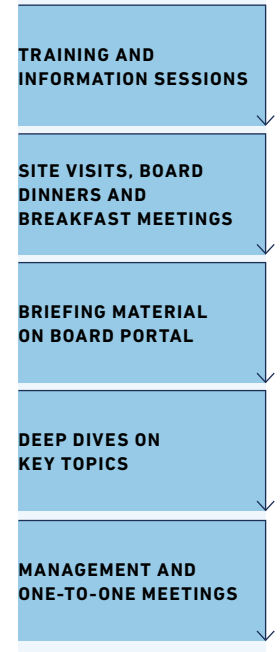 TRAINING AND
INFORMATION SESSIONS
SITE VISITS, BOARD
DINNERS AND
BREAKFAST MEETINGS
BRIEFING MATERIAL
ON BOARD PORTAL
DEEP DIVES ON
KEY TOPICS
MANAGEMENT AND
ONE-TO-ONE MEETINGS